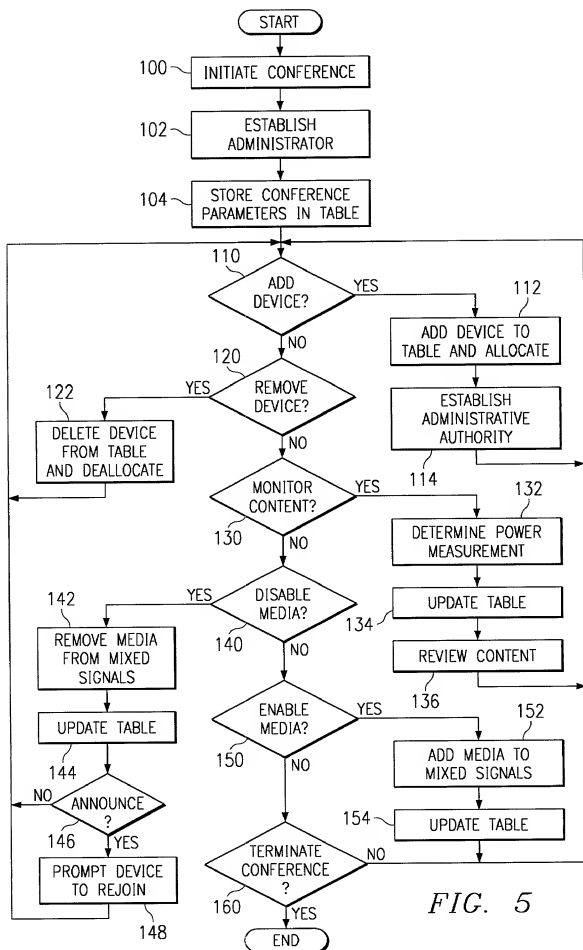 START
100
INITIATE CONFERENCE
102
ESTABLISH
ADMINISTRATOR
104
STORE CONFERENCE
PARAMETERS IN TABLE
110
ADD
DEVICE?
YES
NO
112
ADD DEVICE TO
TABLE AND ALLOCATE
ESTABLISH
ADMINISTRATIVE
AUTHORITY
114
120
REMOVE
DEVICE?
YES
NO
122
DELETE DEVICE
FROM TABLE
AND DEALLOCATE
MONITOR
CONTENT?
130
YES
NO
132
DETERMINE POWER
MEASUREMENT
134
UPDATE TABLE
REVIEW CONTENT
136
DISABLE
MEDIA?
140
YES
NO
142
REMOVE MEDIA
FROM MIXED
SIGNALS
UPDATE TABLE
144
ANNOUNCE
?
146
NO
YES
PROMPT DEVICE
TO REJOIN
148
ENABLE
MEDIA?
150
YES
NO
152
ADD MEDIA TO
MIXED SIGNALS
154
UPDATE TABLE
TERMINATE
CONFERENCE
?
160
NO
YES
END
FIG. 5